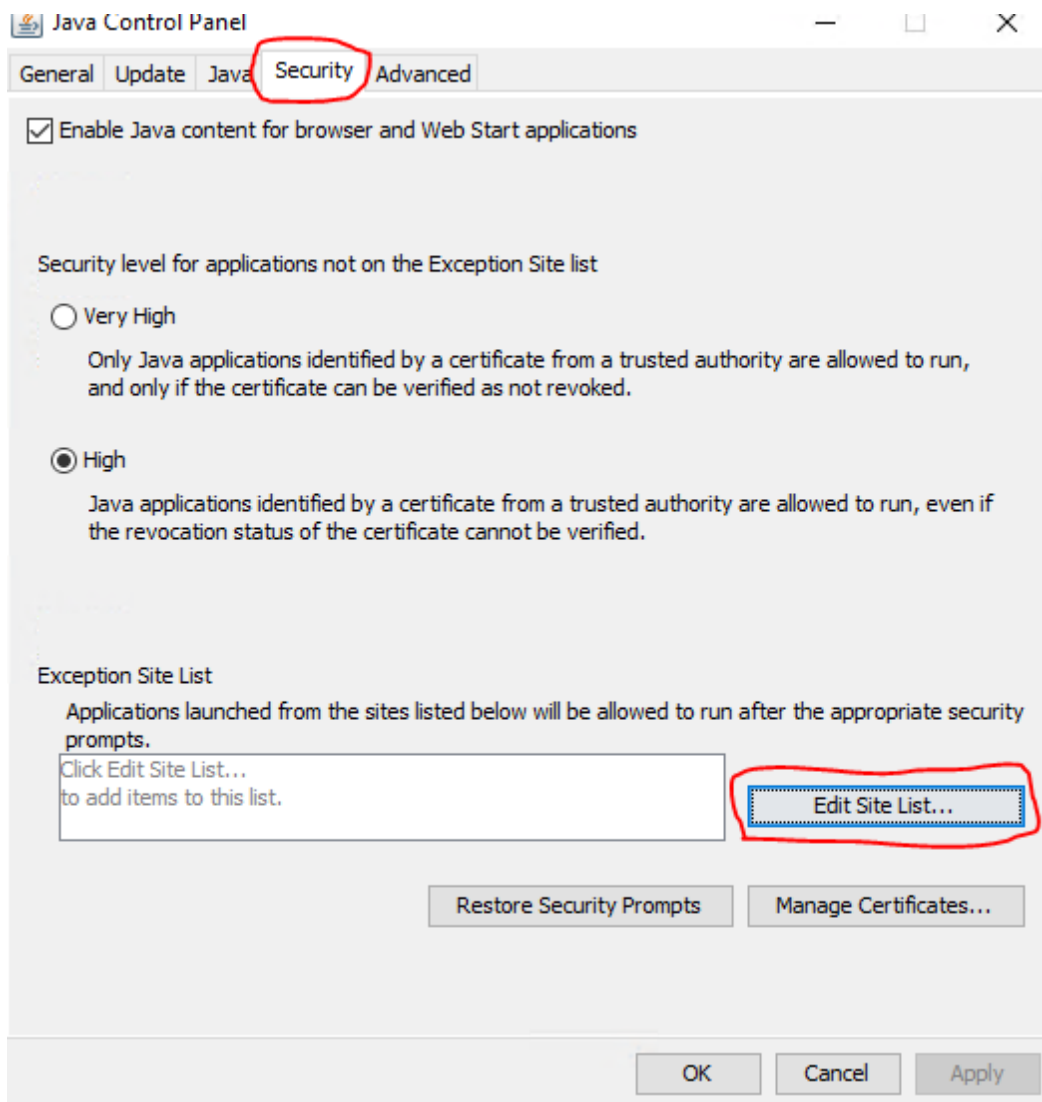 Java Control Panel
General Update Java Security Advanced
Enable Java content for browser and Web Start applications
Security level for applications not on the Exception Site list
Very High
Only Java applications identified by a certificate from a trusted authority are allowed to run,
and only if the certificate can be verified as not revoked.
High
Java applications identified by a certificate from a trusted authority are allowed to run, even if
the revocation status of the certificate cannot be verified.
Exception Site List
Applications launched from the sites listed below will be allowed to run after the appropriate security
prompts.
Click Edit Site List...
to add items to this list.
Edit Site List...
Restore Security Prompts Manage Certificates...
OK Cancel Apply